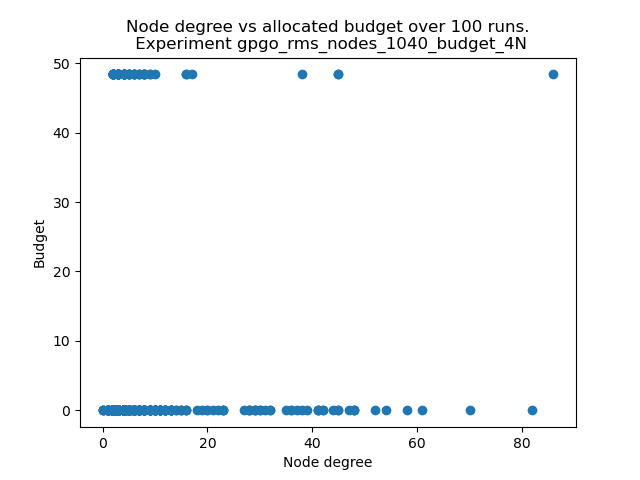 Node degree vs allocated budget over 100 runs.
Experiment gpgo_rms_nodes_1040_budget_4N
50
40
30
20
10
0
Budget
0 20 40 60 80
Node degree